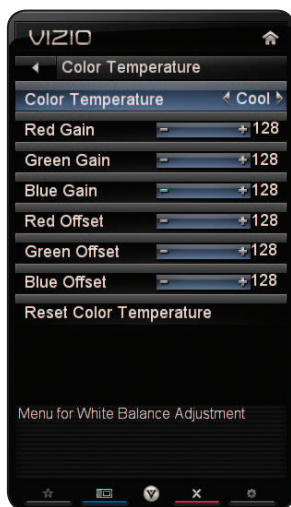 VIZIO
Color Temperature
Color Temperature Cool
Red Gain - + 128
Green Gain - + 128
Blue Gain - + 128
Red Offset - + 128
Green Offset - + 128
Blue Offset - + 128
Reset Color Temperature
Menu for White Balance Adjustment